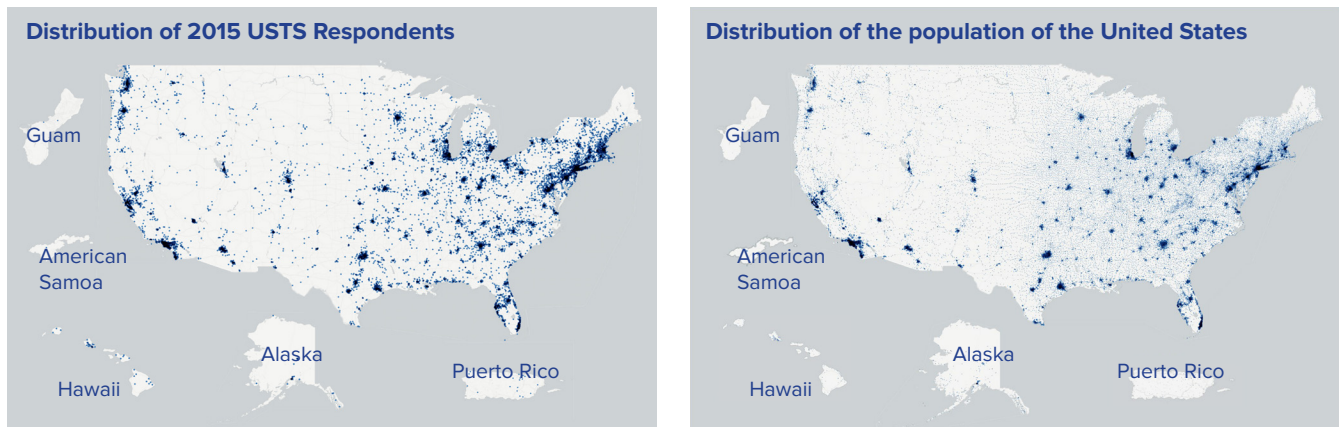 Distribution of 2015 USTS Respondents
Guam
American
Samoa
Hawaii
Alaska
Puerto Rico
Distribution of the population of the United States
Guam
American
Samoa
Hawaii
Alaska
Puerto Rico